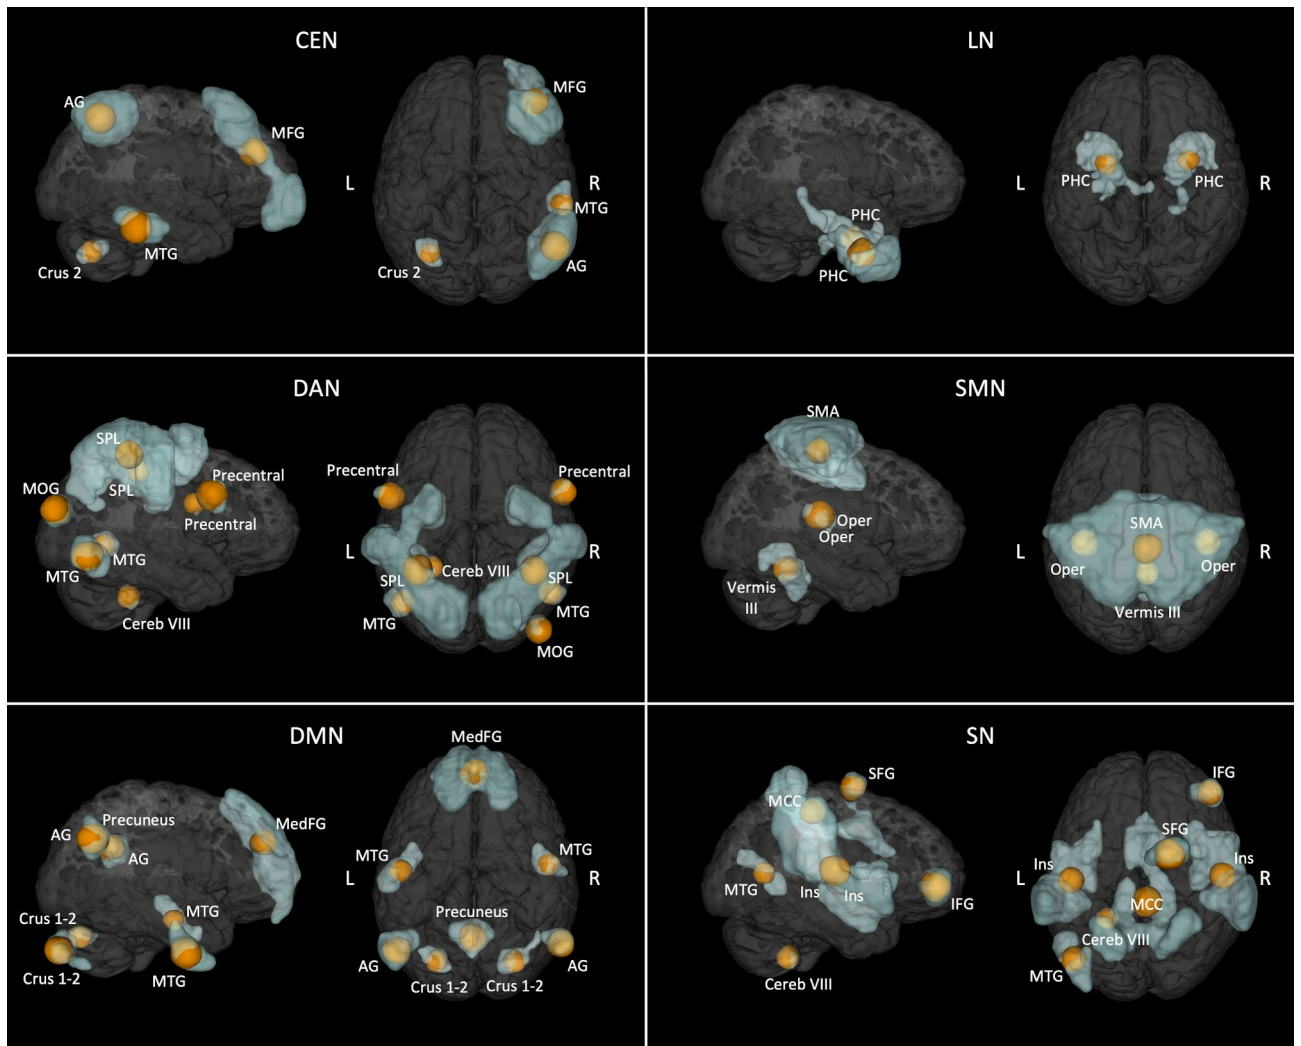 CEN
AG
MFG
MTG
Crus 2
MFG
L
R
MTG
Crus 2
AG
LN
PHC
PHC
L
R
PHC
PHC
DAN
SPL
SPL
MOG
Precentral
Precentral
MTG
MTG
Cereb VIII
Precentral
Precentral
L
R
Cereb VIII
SPL
SPL
MTG
MTG
MOG
SMN
SMA
Oper
Oper
Vermis
III
L
R
SMA
Oper
Oper
Vermis III
DMN
Precuneus
AG
AG
MedFG
MTG
Crus 1-2
Crus 1-2
MTG
MedFG
MTG
MTG
L
R
Precuneus
AG
AG
Crus 1-2
Crus 1-2
SN
SFG
MCC
MTG
Ins
Ins
IFG
Cereb VIII
IFG
SFG
Ins
Ins
L
R
MCC
Cereb VIII
MTG